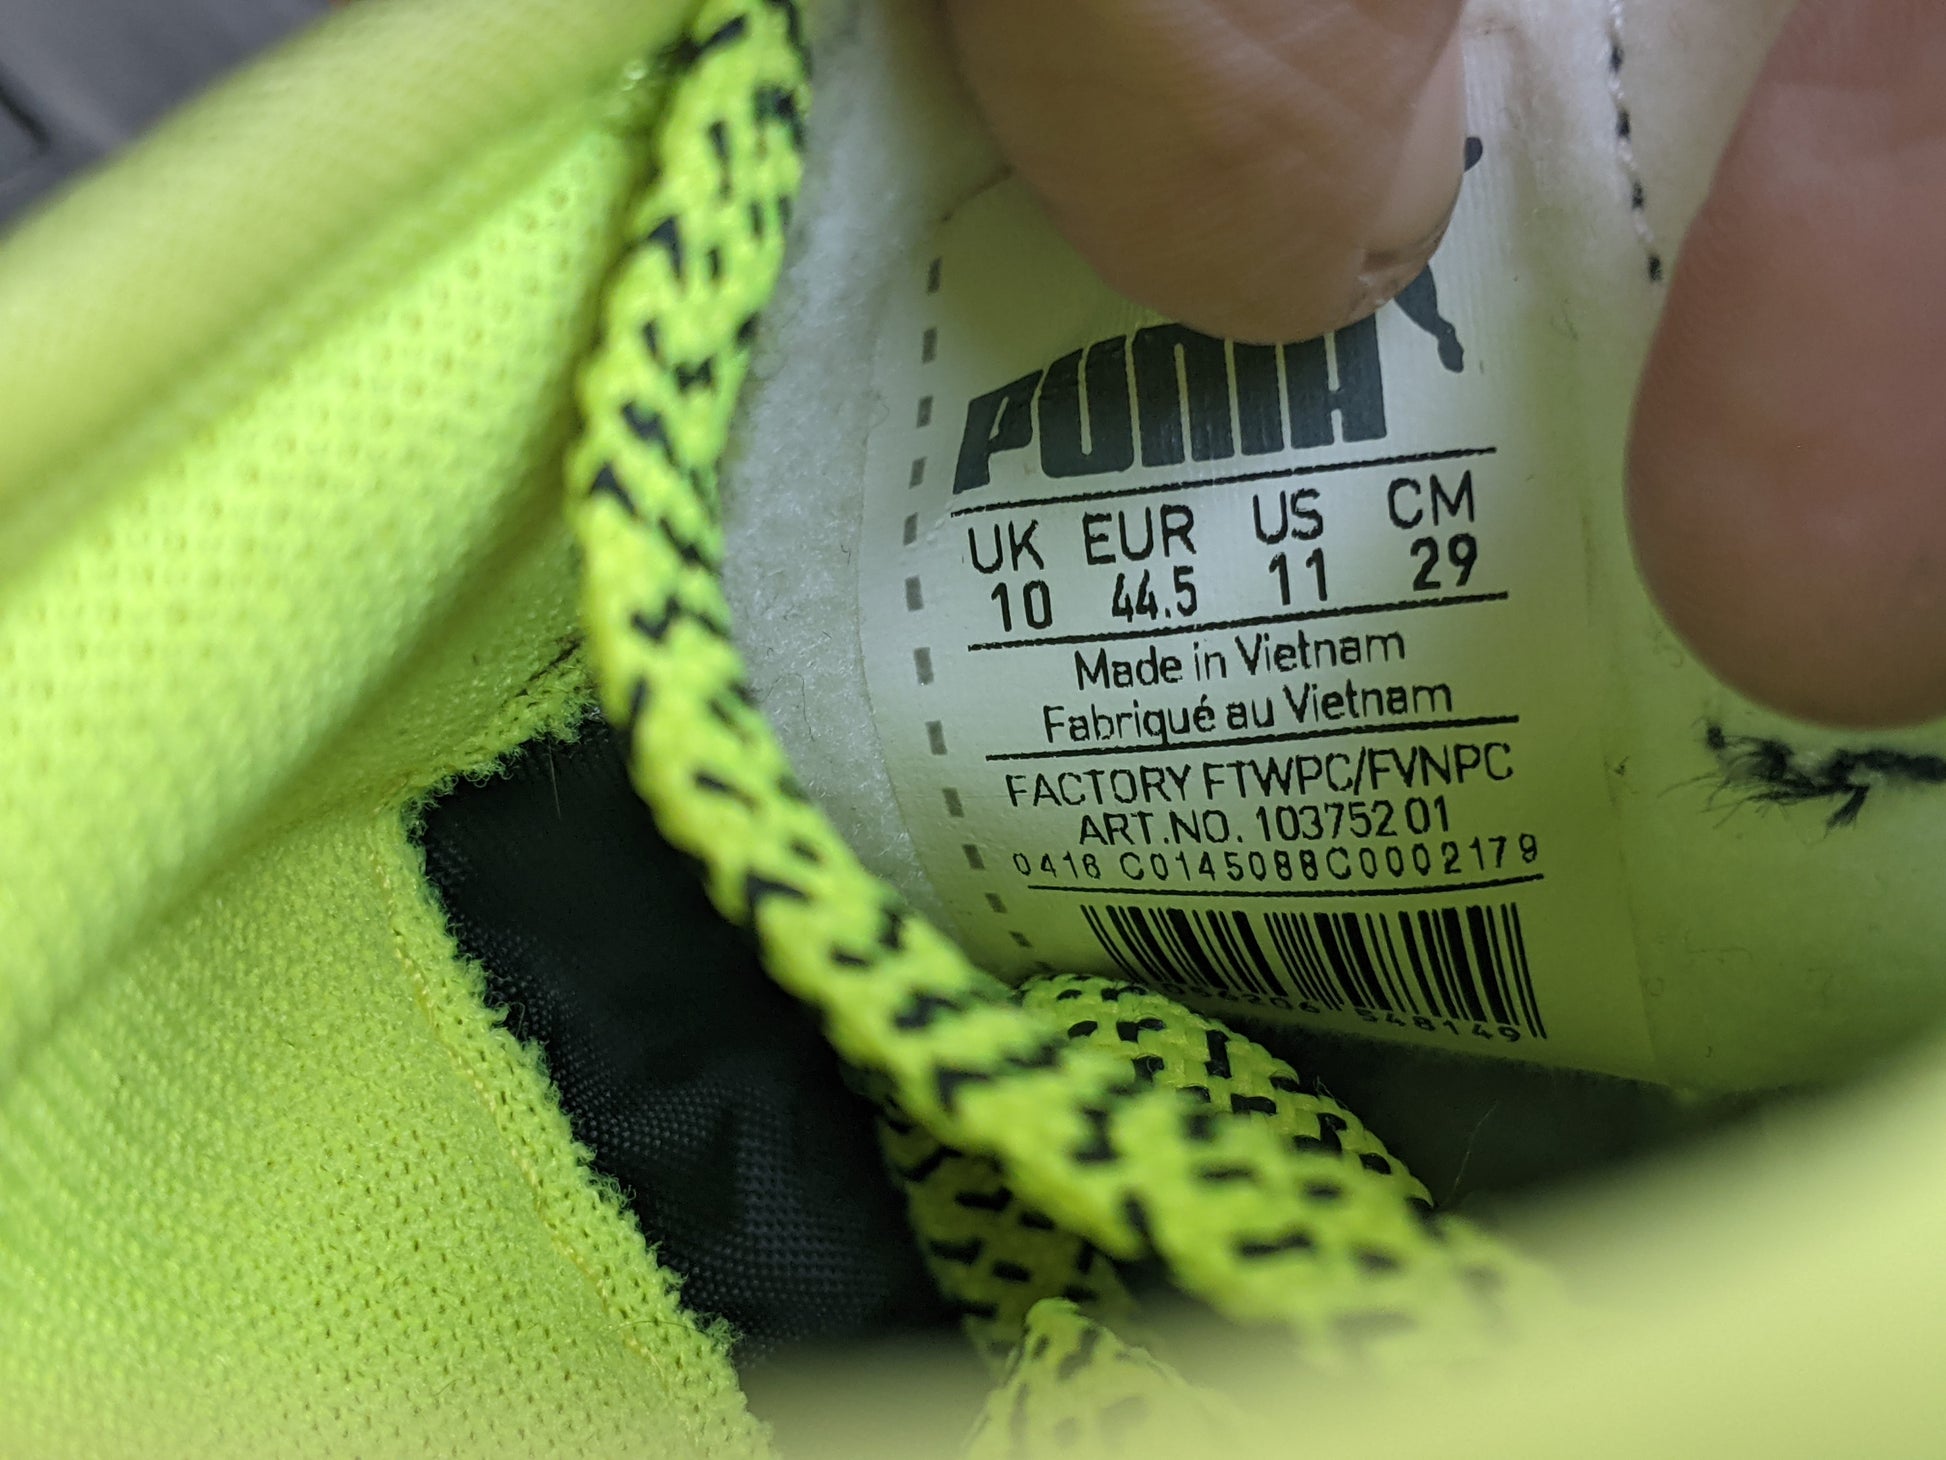 PUMA
UK EUR US CM
10 44.5 11 29
Made in Vietnam
Fabriqué au Vietnam
FACTORY FTWPC/FVNPC
ART.NO. 103752 01
0416 C0145088C0002179
548149